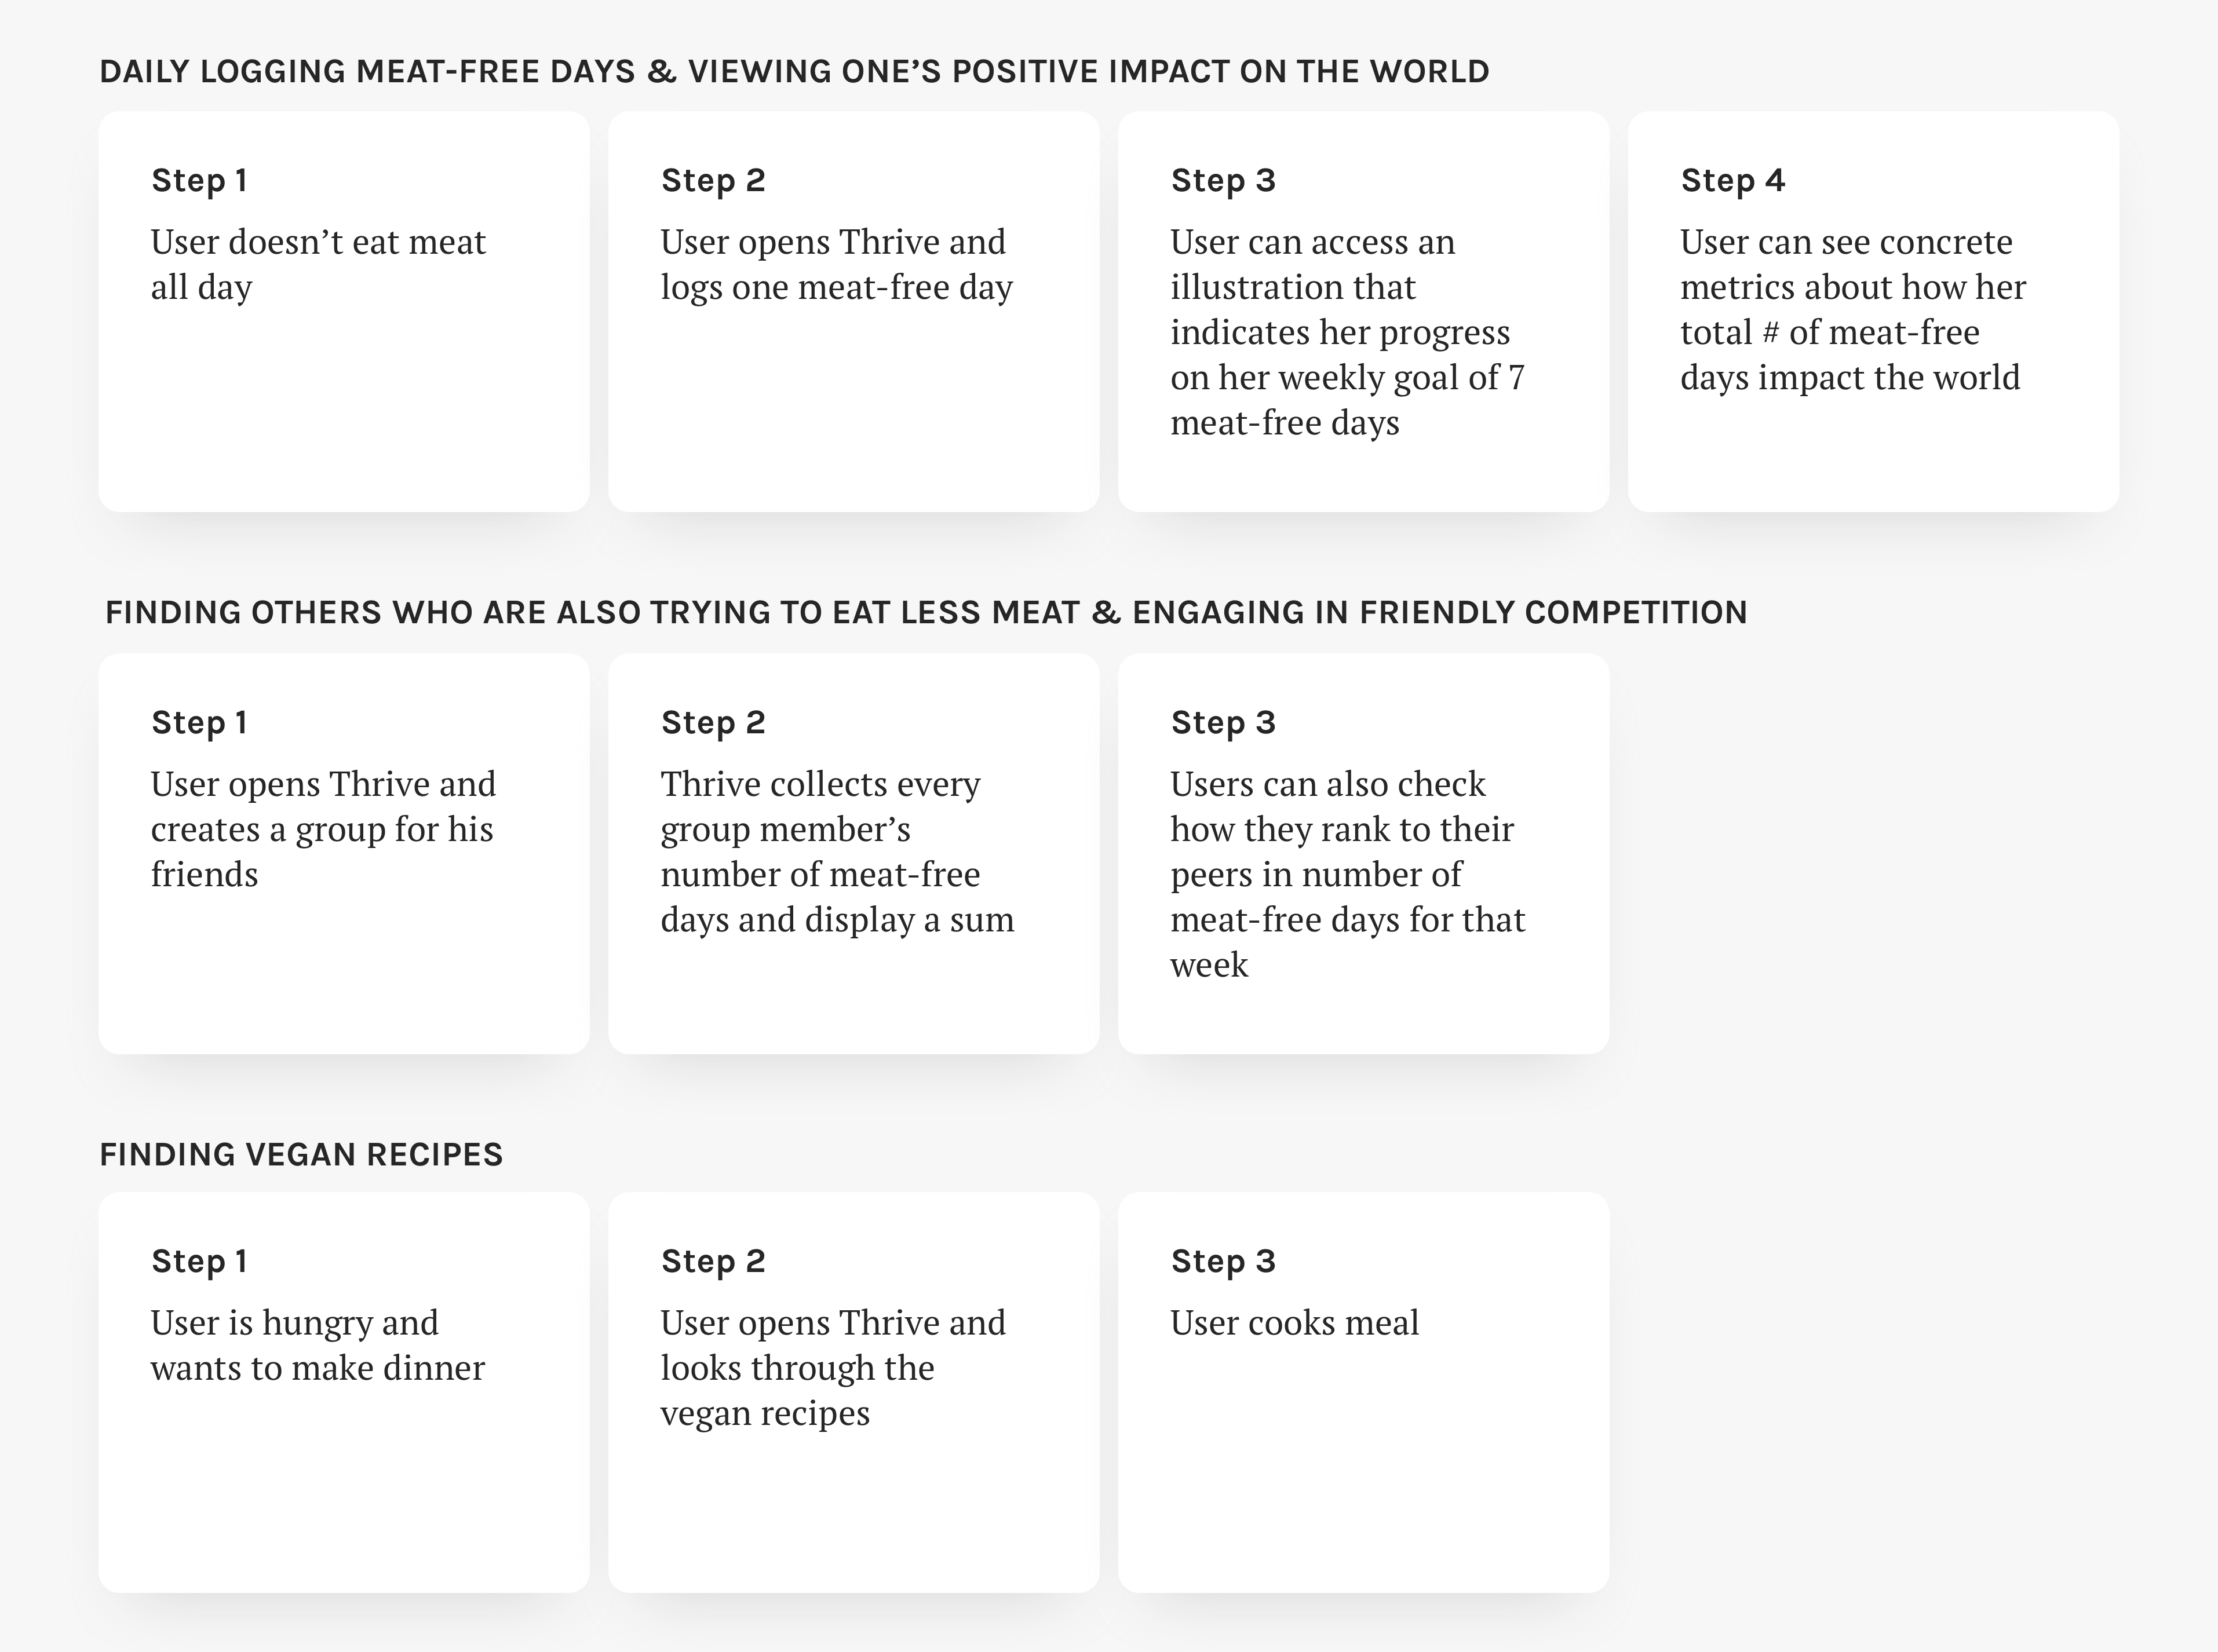 DAILY LOGGING MEAT-FREE DAYS & VIEWING ONE’S POSITIVE IMPACT ON THE WORLD
Step 1
User doesn’t eat meat
all day
Step 2
User opens Thrive and
logs one meat-free day
Step 3
User can access an
illustration that
indicates her progress
on her weekly goal of 7
meat-free days
Step 4
User can see concrete
metrics about how her
total # of meat-free
days impact the world
FINDING OTHERS WHO ARE ALSO TRYING TO EAT LESS MEAT & ENGAGING IN FRIENDLY COMPETITION
Step 1
User opens Thrive and
creates a group for his
friends
Step 2
Thrive collects every
group member’s
number of meat-free
days and display a sum
Step 3
Users can also check
how they rank to their
peers in number of
meat-free days for that
week
FINDING VEGAN RECIPES
Step 1
User is hungry and
wants to make dinner
Step 2
User opens Thrive and
looks through the
vegan recipes
Step 3
User cooks meal